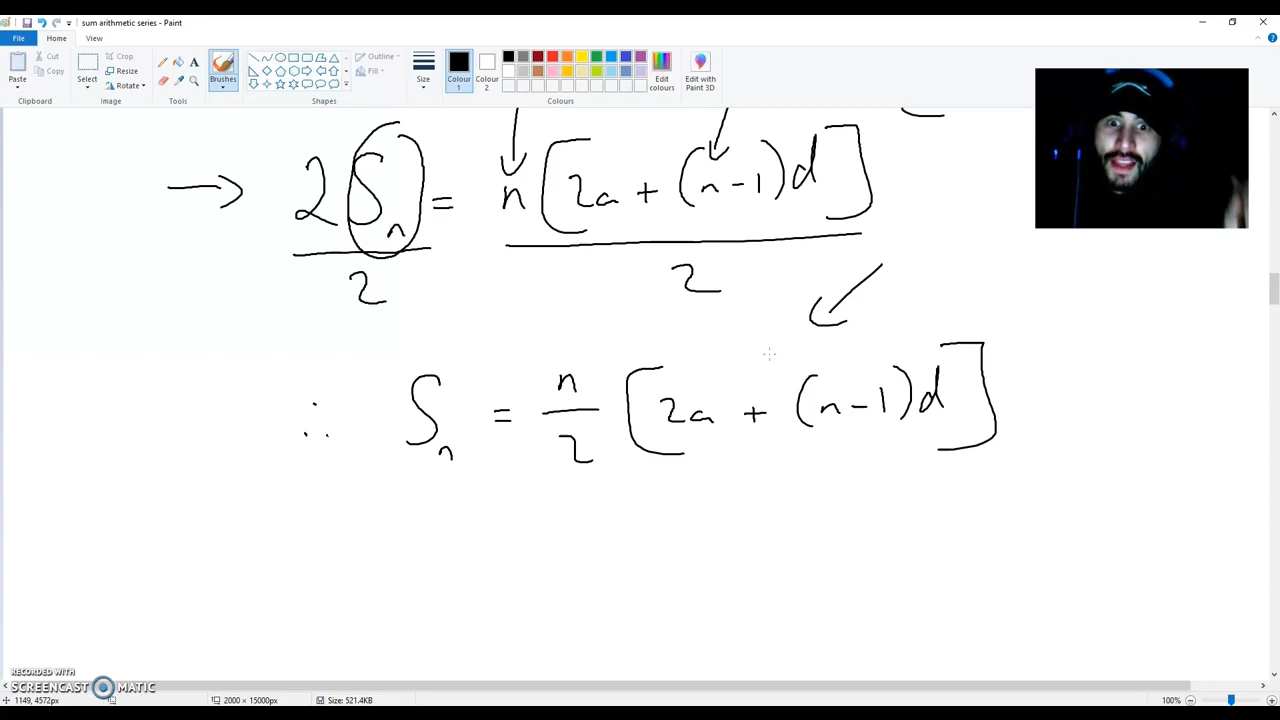 sum arithmetic series - Paint
File Home View
Paste Cut Copy Select Crop Resize Rotate Brushes Outline Fill Size Colour 1 Colour 2 Edit colours Edit with Paint 3D
Clipboard Image Tools Shapes Colours
→ 2Sₙ = n[2a + (n-1)d]
2 2
∴ Sₙ = n/2 [2a + (n-1)d]
RECORDED WITH
SCREENCAST MATIC
1149, 4572px 2000 × 15000px Size: 521.4KB 100%